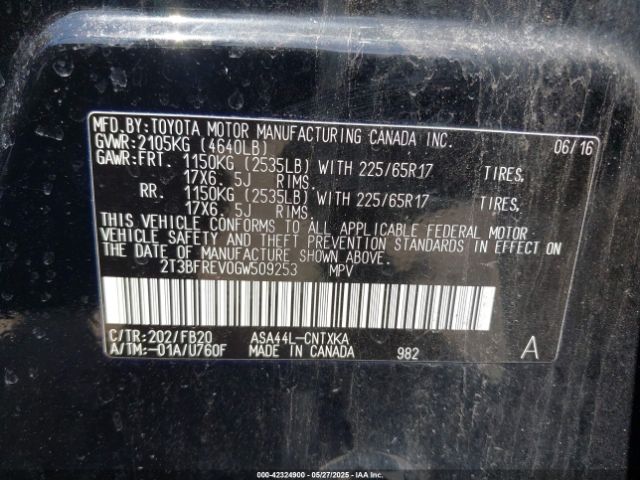 MFD.BY:TOYOTA MOTOR MANUFACTURING CANADA INC. 06/16
GVWR:2105KG (4640LB)
GAWR:FRT. 1150KG (2535LB) WITH 225/65R17 TIRES,
17X6. 5J RIMS.
RR. 1150KG (2535LB) WITH 225/65R17 TIRES,
17X6. 5J RIMS.
THIS VEHICLE CONFORMS TO ALL APPLICABLE FEDERAL MOTOR
VEHICLE SAFETY AND THEFT PREVENTION STANDARDS IN EFFECT ON
THE DATE OF MANUFACTURE SHOWN ABOVE.
2T3BFREV0GW509253 MPV
C/TR:202/FB20 ASA44L-CNTXKA
A/TM:-01A/U760F MADE IN CANADA 982 A
000-42324900 - 05/27/2025 - IAAI.COM